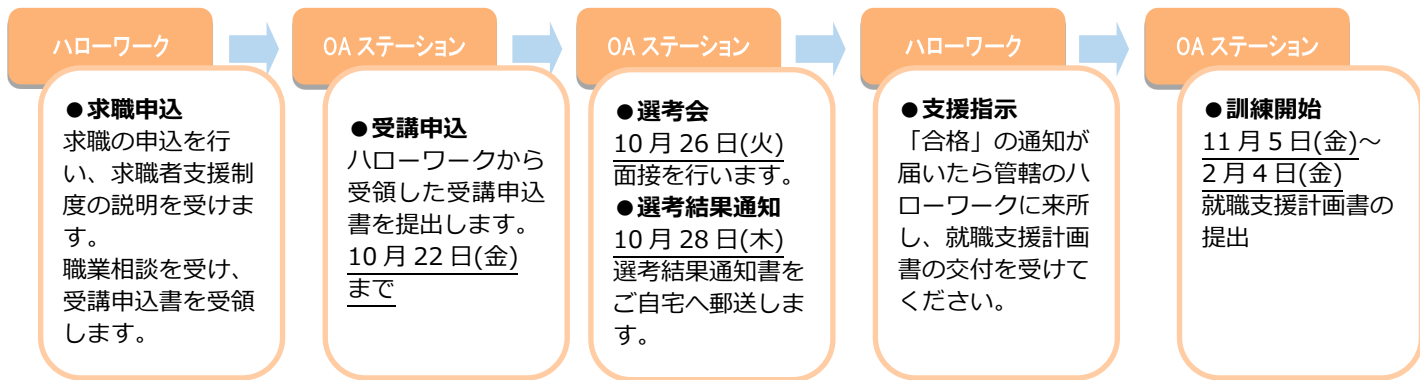 ハローワーク
●求職申込
求職の申込を行
い、求職者支援制
度の説明を受けま
す。
職業相談を受け、
受講申込書を受領
します。
OA ステーション
●受講申込
ハローワークから
受領した受講申込
書を提出します。
10 月 22 日(金)
まで
OA ステーション
●選考会
10 月 26 日(火)
面接を行います。
●選考結果通知
10 月 28 日(木)
選考結果通知書を
ご自宅へ郵送しま
す。
ハローワーク
●支援指示
「合格」の通知が
届いたら管轄のハ
ローワークに来所
し、就職支援計画
書の交付を受けて
ください。
OA ステーション
●訓練開始
11 月 5 日(金)～
2 月 4 日(金)
就職支援計画書の
提出